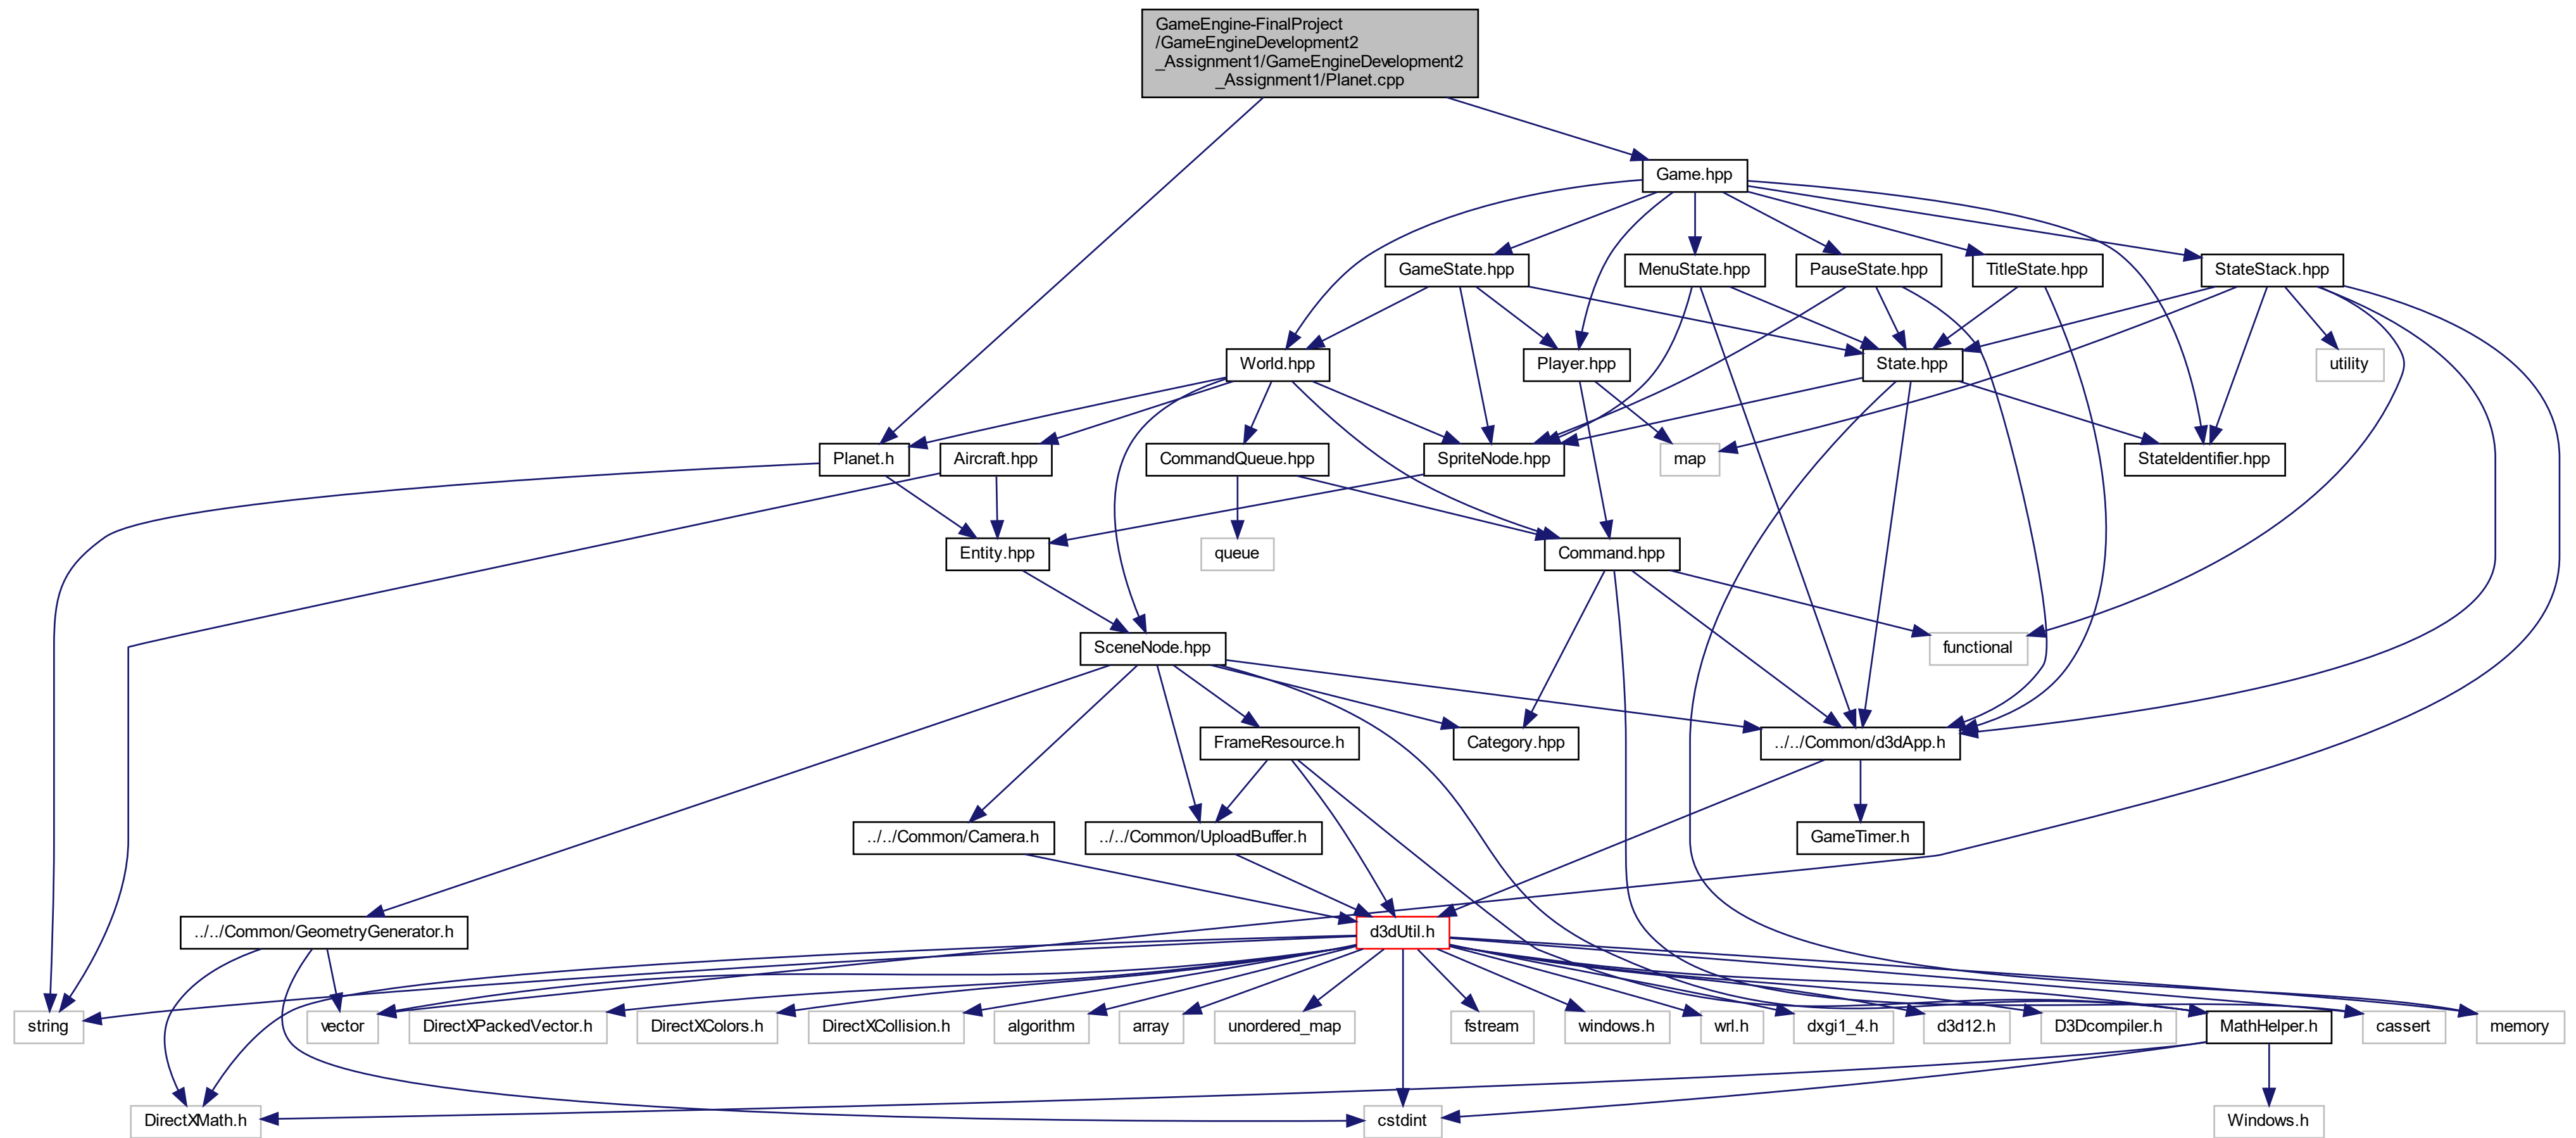 GameEngine-FinalProject
/GameEngineDevelopment2
_Assignment1/GameEngineDevelopment2
_Assignment1/Planet.cpp
Game.hpp
GameState.hpp
MenuState.hpp
PauseState.hpp
TitleState.hpp
StateStack.hpp
World.hpp
Player.hpp
State.hpp
utility
Planet.h
Aircraft.hpp
CommandQueue.hpp
SpriteNode.hpp
map
StateIdentifier.hpp
Entity.hpp
queue
Command.hpp
SceneNode.hpp
functional
FrameResource.h
Category.hpp
../../Common/d3dApp.h
../../Common/Camera.h
../../Common/UploadBuffer.h
GameTimer.h
../../Common/GeometryGenerator.h
d3dUtil.h
string
vector
DirectXPackedVector.h
DirectXColors.h
DirectXCollision.h
algorithm
array
unordered_map
fstream
windows.h
wrl.h
dxgi1_4.h
d3d12.h
D3Dcompiler.h
MathHelper.h
cassert
memory
DirectXMath.h
cstdint
Windows.h